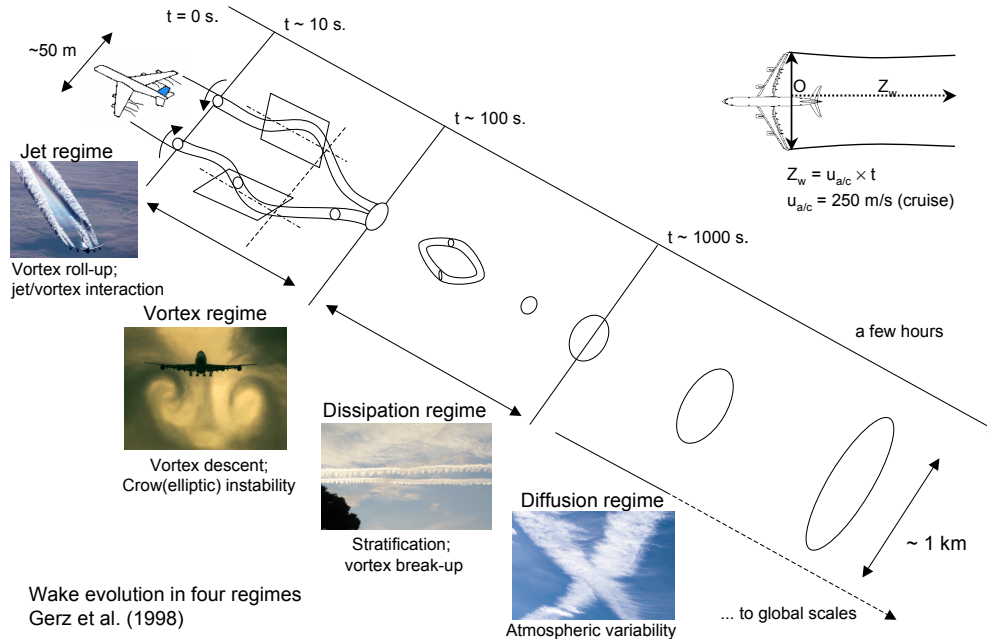 t = 0 s.
t ~ 10 s.
~50 m
t ~ 100 s.
O
Z_w
Z_w = u_a/c × t
u_a/c = 250 m/s (cruise)
Jet regime
Vortex roll-up;
jet/vortex interaction
t ~ 1000 s.
Vortex regime
Vortex descent;
Crow(elliptic) instability
a few hours
Dissipation regime
Stratification;
vortex break-up
Diffusion regime
Atmospheric variability
~ 1 km
... to global scales
Wake evolution in four regimes
Gerz et al. (1998)